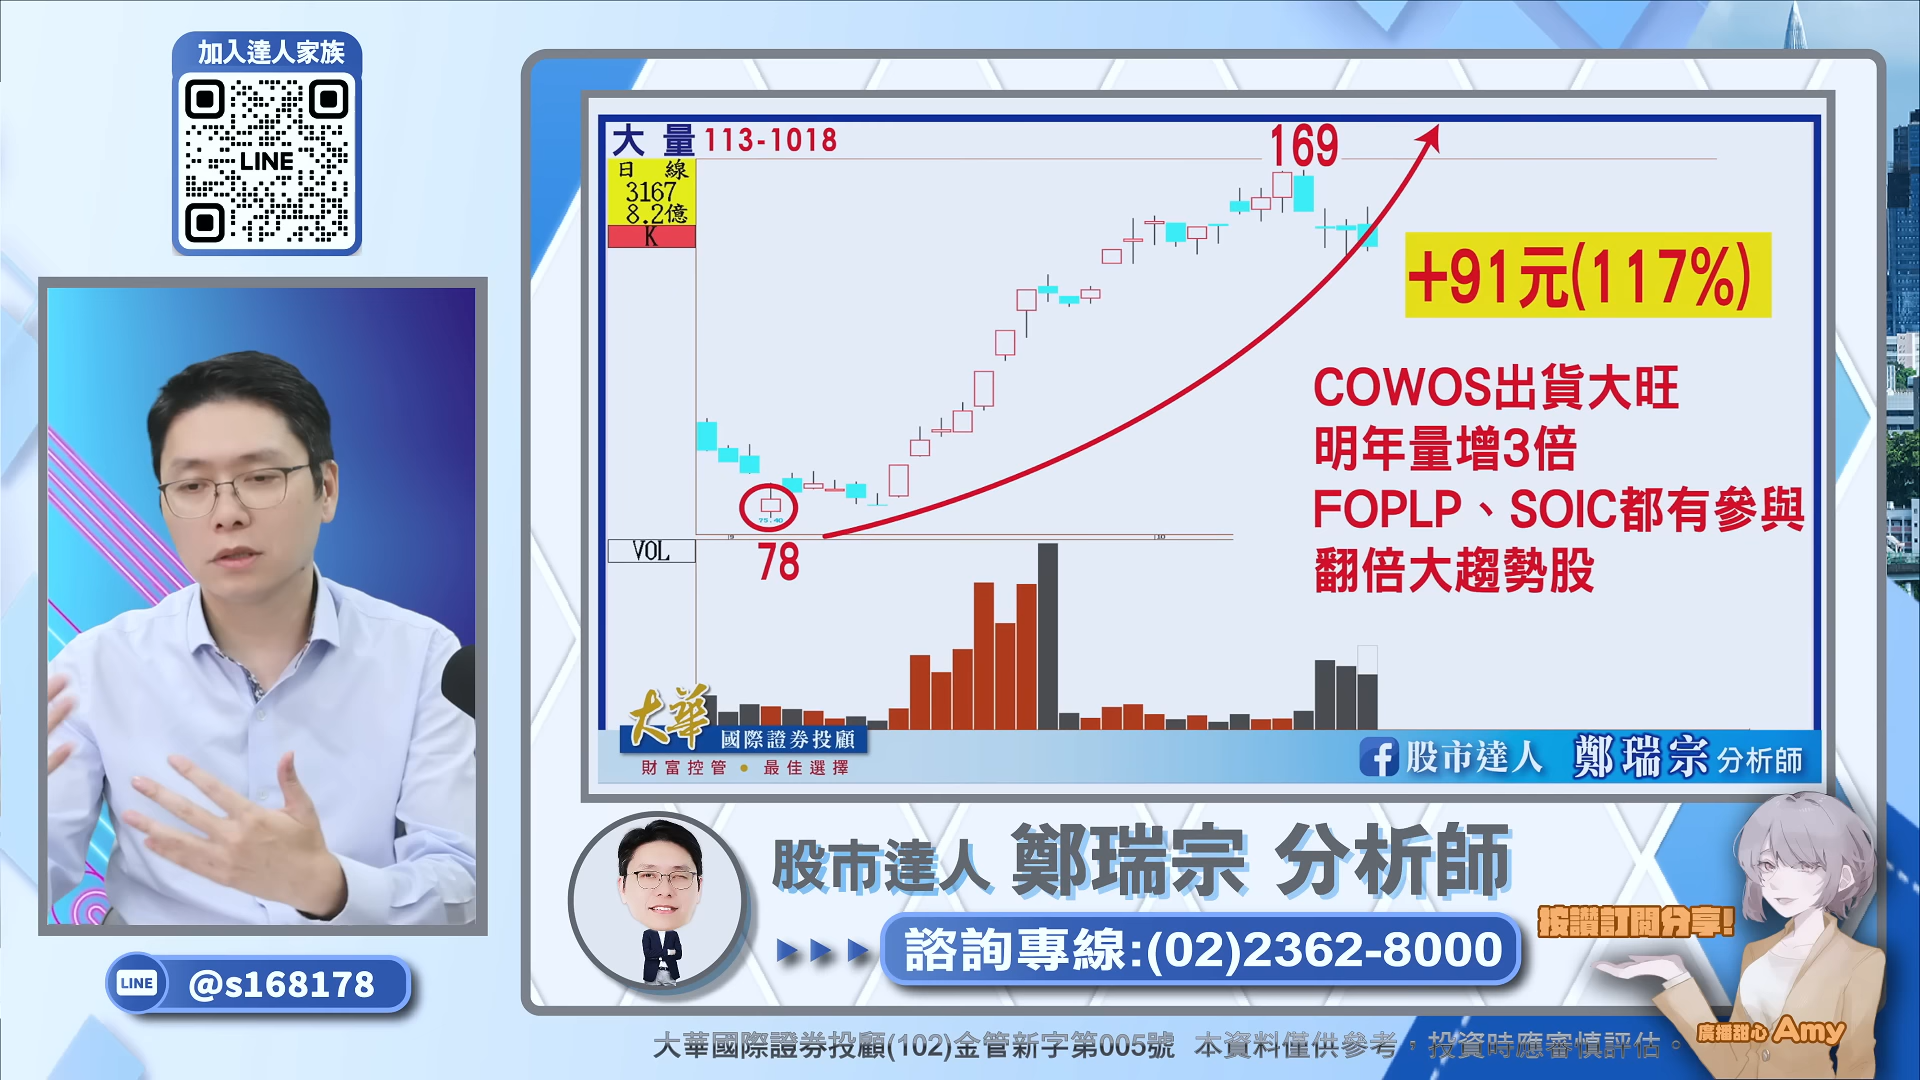 加入達人家族
LINE
LINE @s168178
大量 113-1018
日 線
3167
8.2億
K
169
+91元(117%)
COWOS出貨大旺
明年量增3倍
FOPLP、SOIC都有參與
翻倍大趨勢股
75.40
9
10
78
VOL
大華
國際證券投顧
財富控管 • 最佳選擇
股市達人 鄭瑞宗 分析師
股市達人 鄭瑞宗 分析師
諮詢專線:(02)2362-8000
按讚訂閱分享!
廣播甜心 Amy
大華國際證券投顧(102)金管新字第005號 本資料僅供參考，投資時應審慎評估。